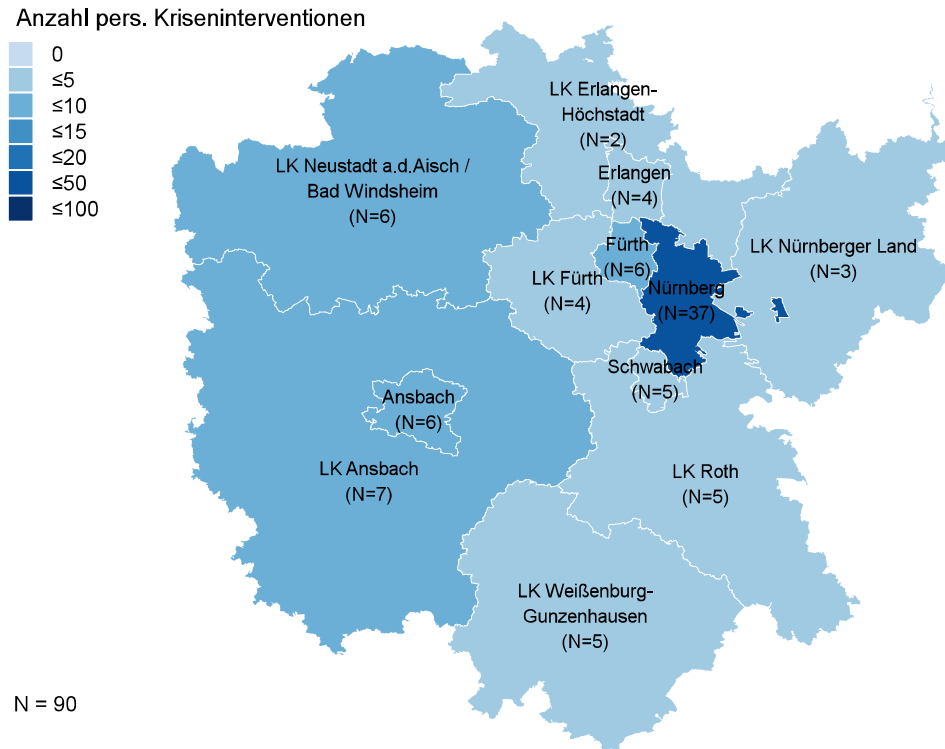 Anzahl pers. Kriseninterventionen
0
≤5
≤10
≤15
≤20
≤50
≤100
LK Erlangen-
Höchstadt
(N=2)
LK Neustadt a.d.Aisch /
Bad Windsheim
(N=6)
Erlangen
(N=4)
Fürth
(N=6)
LK Nürnberger Land
(N=3)
LK Fürth
(N=4)
Nürnberg
(N=37)
Schwabach
(N=5)
Ansbach
(N=6)
LK Ansbach
(N=7)
LK Roth
(N=5)
LK Weißenburg-
Gunzenhausen
(N=5)
N = 90